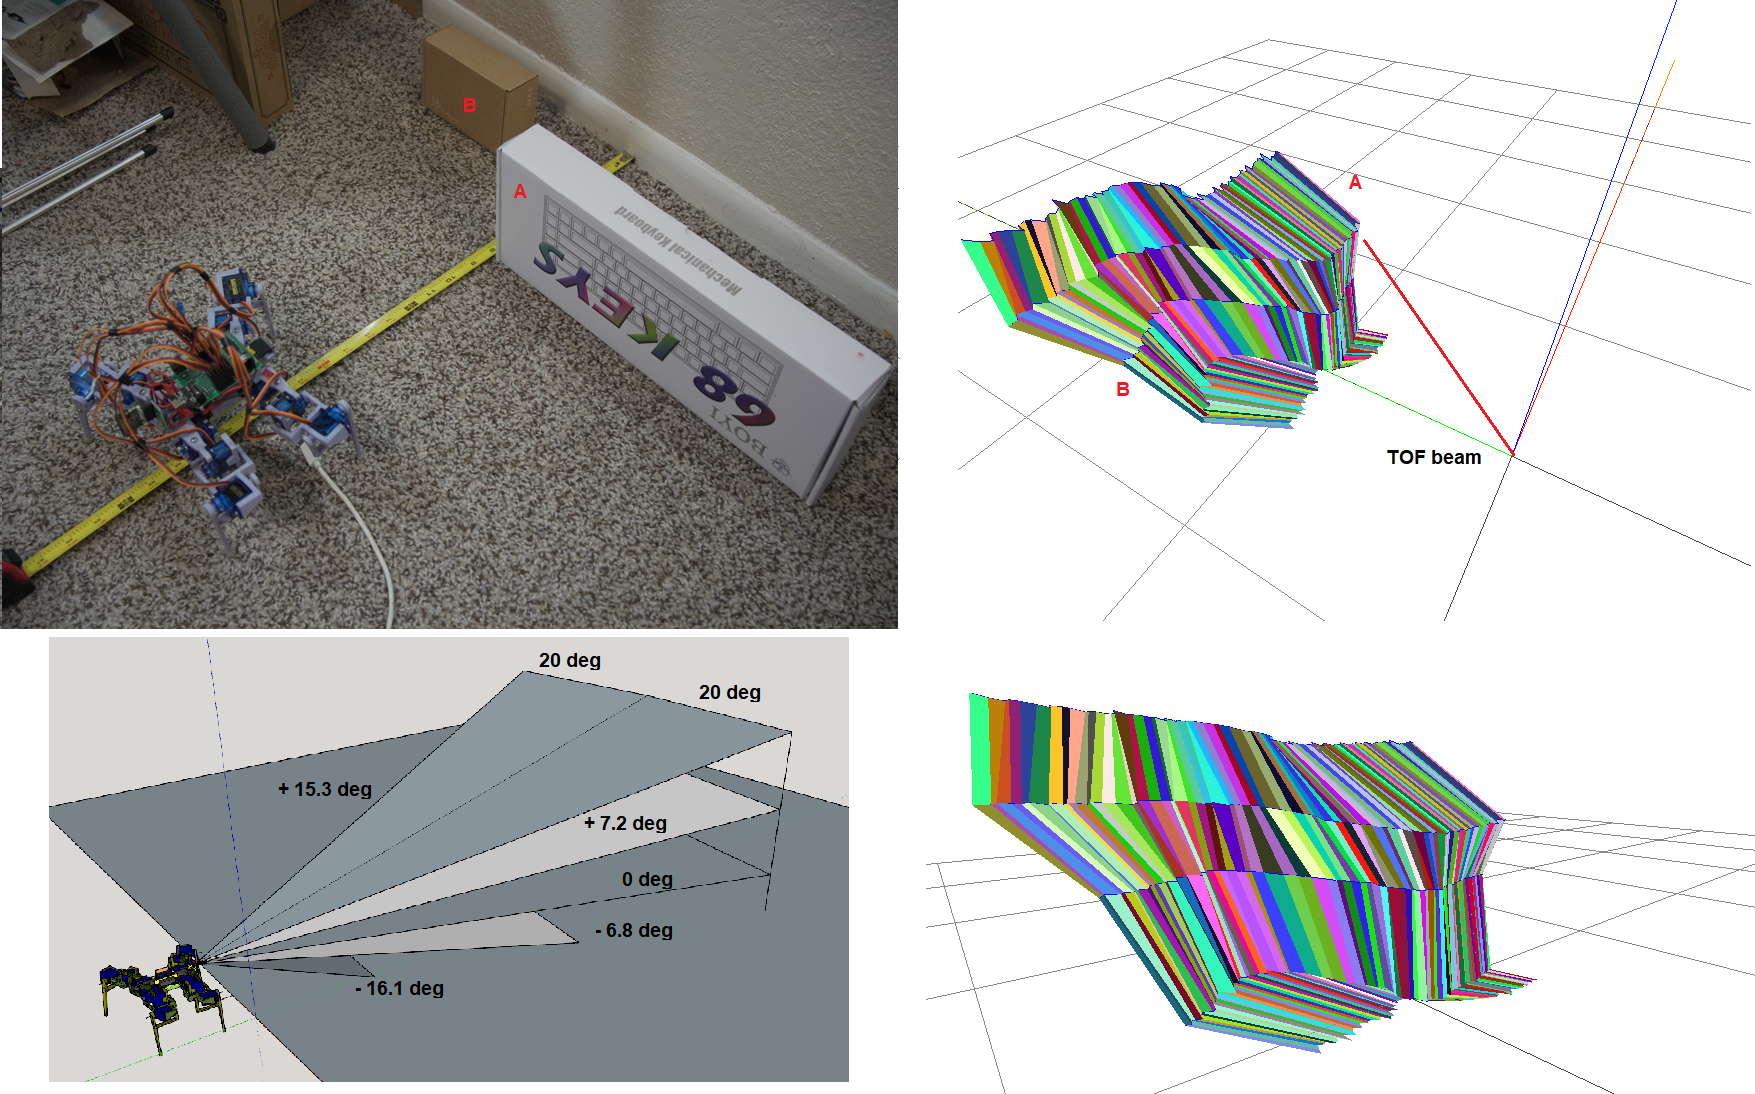 B
A
Mechanical Keyboard
SKYEY
68
BOYI
A
B
TOF beam
20 deg
20 deg
+ 15.3 deg
+ 7.2 deg
0 deg
- 6.8 deg
- 16.1 deg